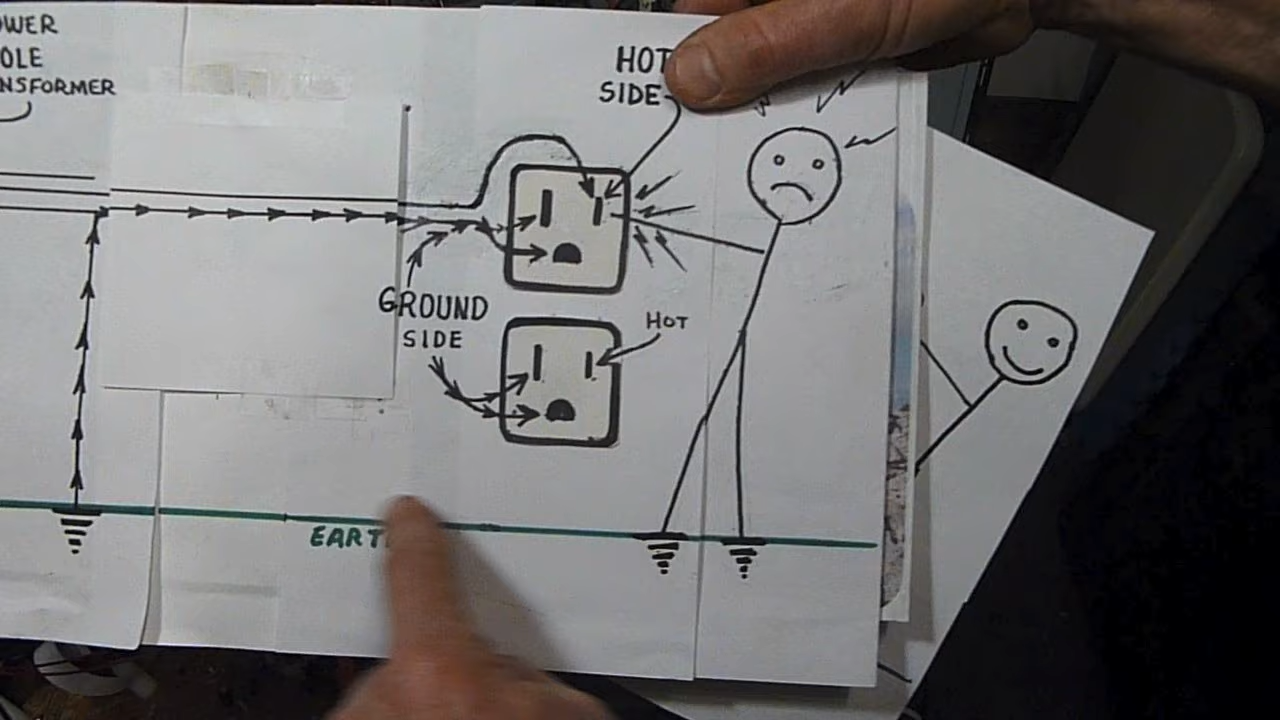 OWER
OLE
NSFORMER
HOT
SIDE
GROUND
SIDE
HOT
EART